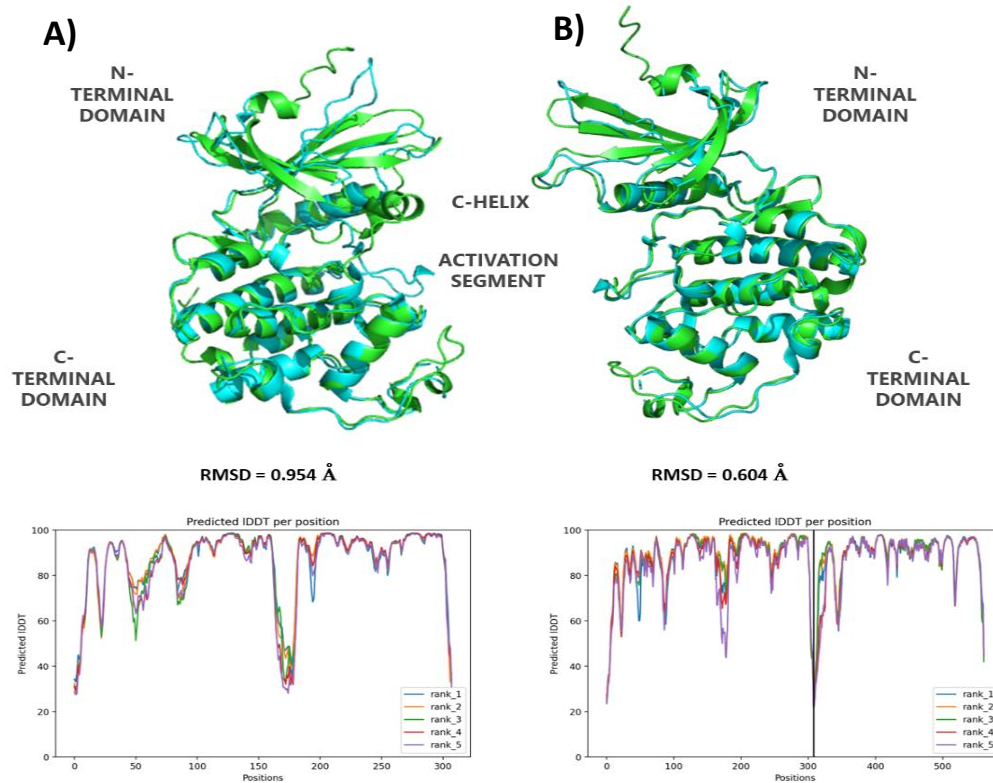 A)
B)
N-
TERMINAL
DOMAIN
N-
TERMINAL
DOMAIN
C-HELIX
ACTIVATION
SEGMENT
C-
TERMINAL
DOMAIN
C-
TERMINAL
DOMAIN
RMSD = 0.954 Å
RMSD = 0.604 Å
Predicted lDDT per position
100
80
60
40
20
0
Predicted lDDT
0
50
100
150
200
250
300
Positions
rank_1
rank_2
rank_3
rank_4
rank_5
Predicted lDDT per position
100
80
60
40
20
0
Predicted lDDT
0
100
200
300
400
500
Positions
rank_1
rank_2
rank_3
rank_4
rank_5